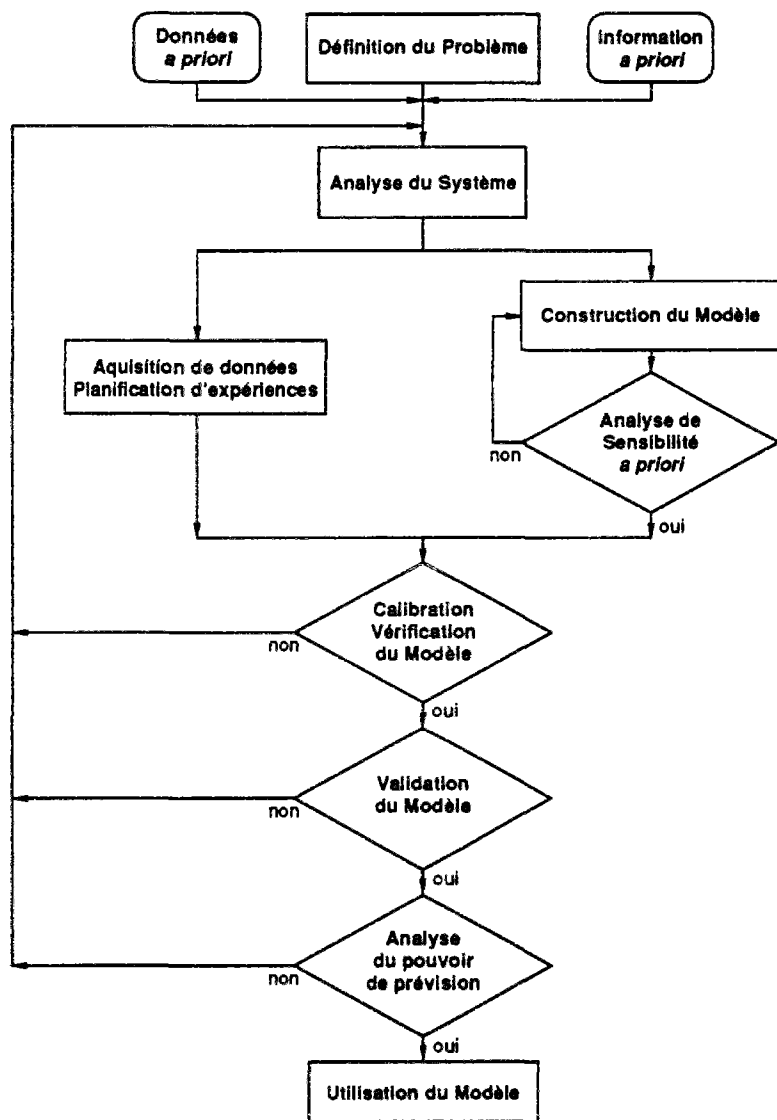 Données
a priori
Définition du Problème
Information
a priori
Analyse du Système
Construction du Modèle
Aquisition de données
Planification d'expériences
Analyse de
Sensibilité
a priori
non
oui
Calibration
Vérification
du Modèle
non
oui
Validation
du Modèle
non
oui
Analyse
du pouvoir
de prévision
non
oui
Utilisation du Modèle